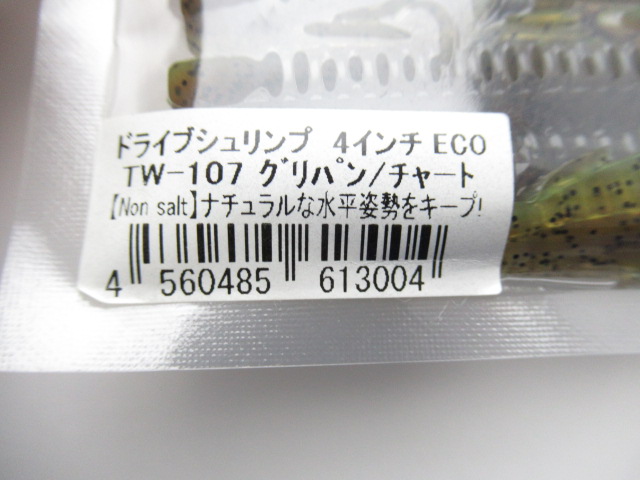 ドライブシュリンプ 4インチ ECO
TW-107 グリパン/チャート
【Non salt】ナチュラルな水平姿勢をキープ!
4 560485 613004